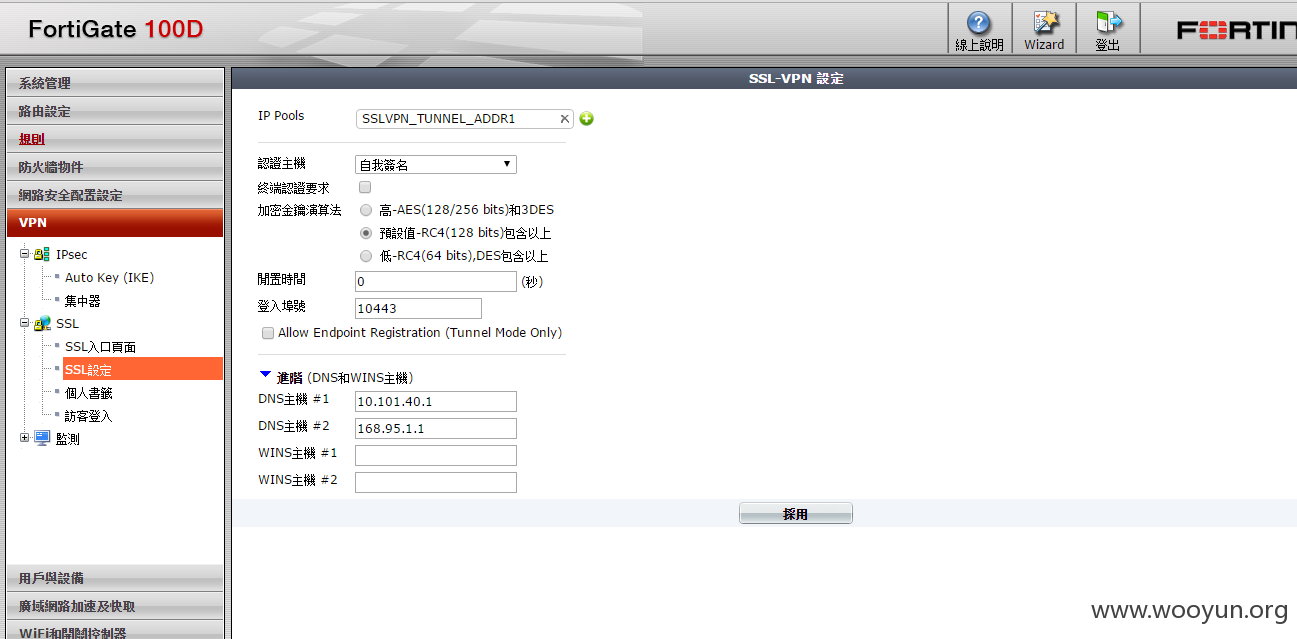 FortiGate 100D
線上說明
Wizard
登出
FORTIN
系統管理
路由設定
規則
防火牆物件
網路安全配置設定
VPN
IPsec
Auto Key (IKE)
集中器
SSL
SSL入口頁面
SSL設定
個人書籤
訪客登入
監測
用戶與設備
廣域網路加速及快取
WiFi和開關控制器
SSL-VPN 設定
IP Pools SSLVPN_TUNNEL_ADDR1
認證主機 自我簽名
終端認證要求
加密金鑰演算法 高-AES(128/256 bits)和3DES
預設值-RC4(128 bits)包含以上
低-RC4(64 bits),DES包含以上
閒置時間 0 (秒)
登入埠號 10443
Allow Endpoint Registration (Tunnel Mode Only)
進階 (DNS和WINS主機)
DNS主機 #1 10.101.40.1
DNS主機 #2 168.95.1.1
WINS主機 #1
WINS主機 #2
採用
www.wooyun.org